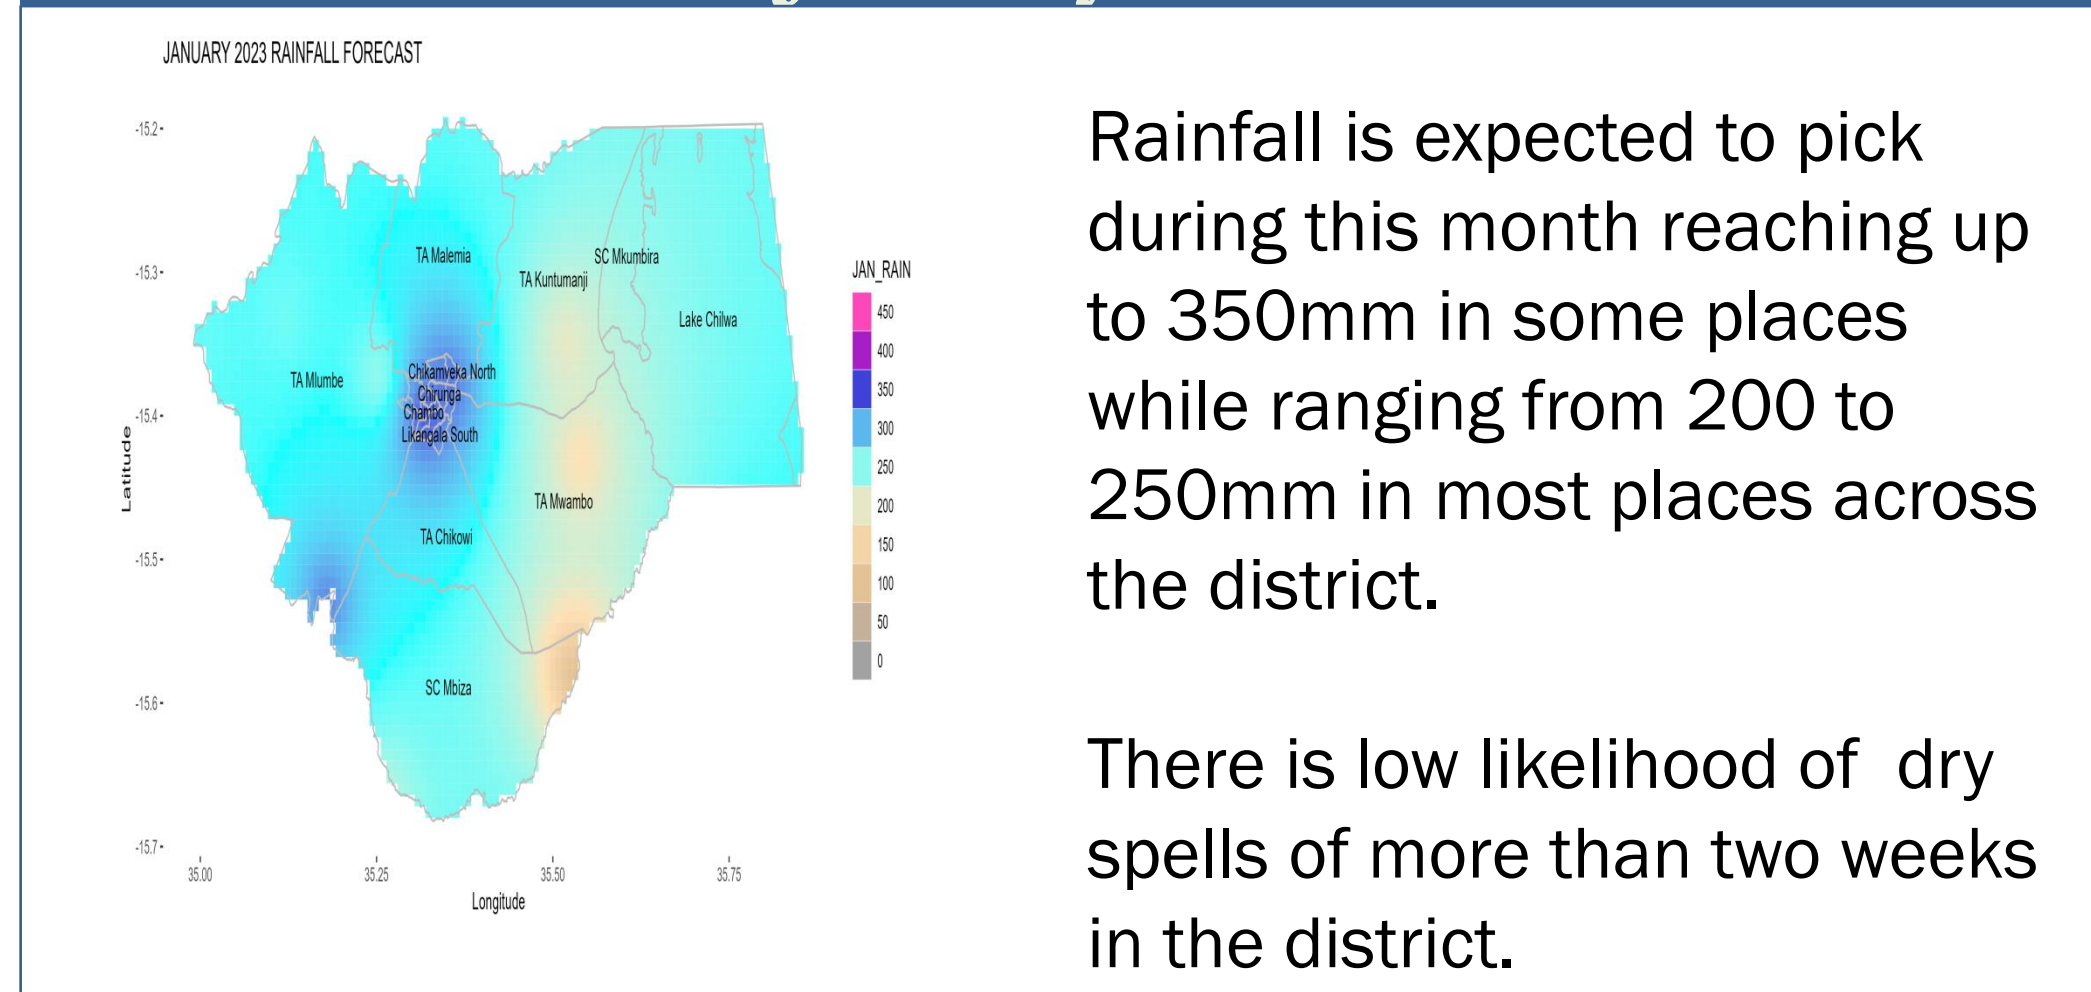 JANUARY 2023 RAINFALL FORECAST
-15.2
-15.3
-15.4
-15.5
-15.6
-15.7
Latitude
35.00
35.25
35.50
35.75
Longitude
TA Malemia
SC Mkumbira
TA Kuntumanji
Lake Chilwa
TA Mlumbe
Chikamveka North
Chirunga
Chambo
Likangala South
TA Mwambo
TA Chikowi
SC Mbiza
JAN_RAIN
450
400
350
300
250
200
150
100
50
0
Rainfall is expected to pick
during this month reaching up
to 350mm in some places
while ranging from 200 to
250mm in most places across
the district.
There is low likelihood of  dry
spells of more than two weeks
in the district.